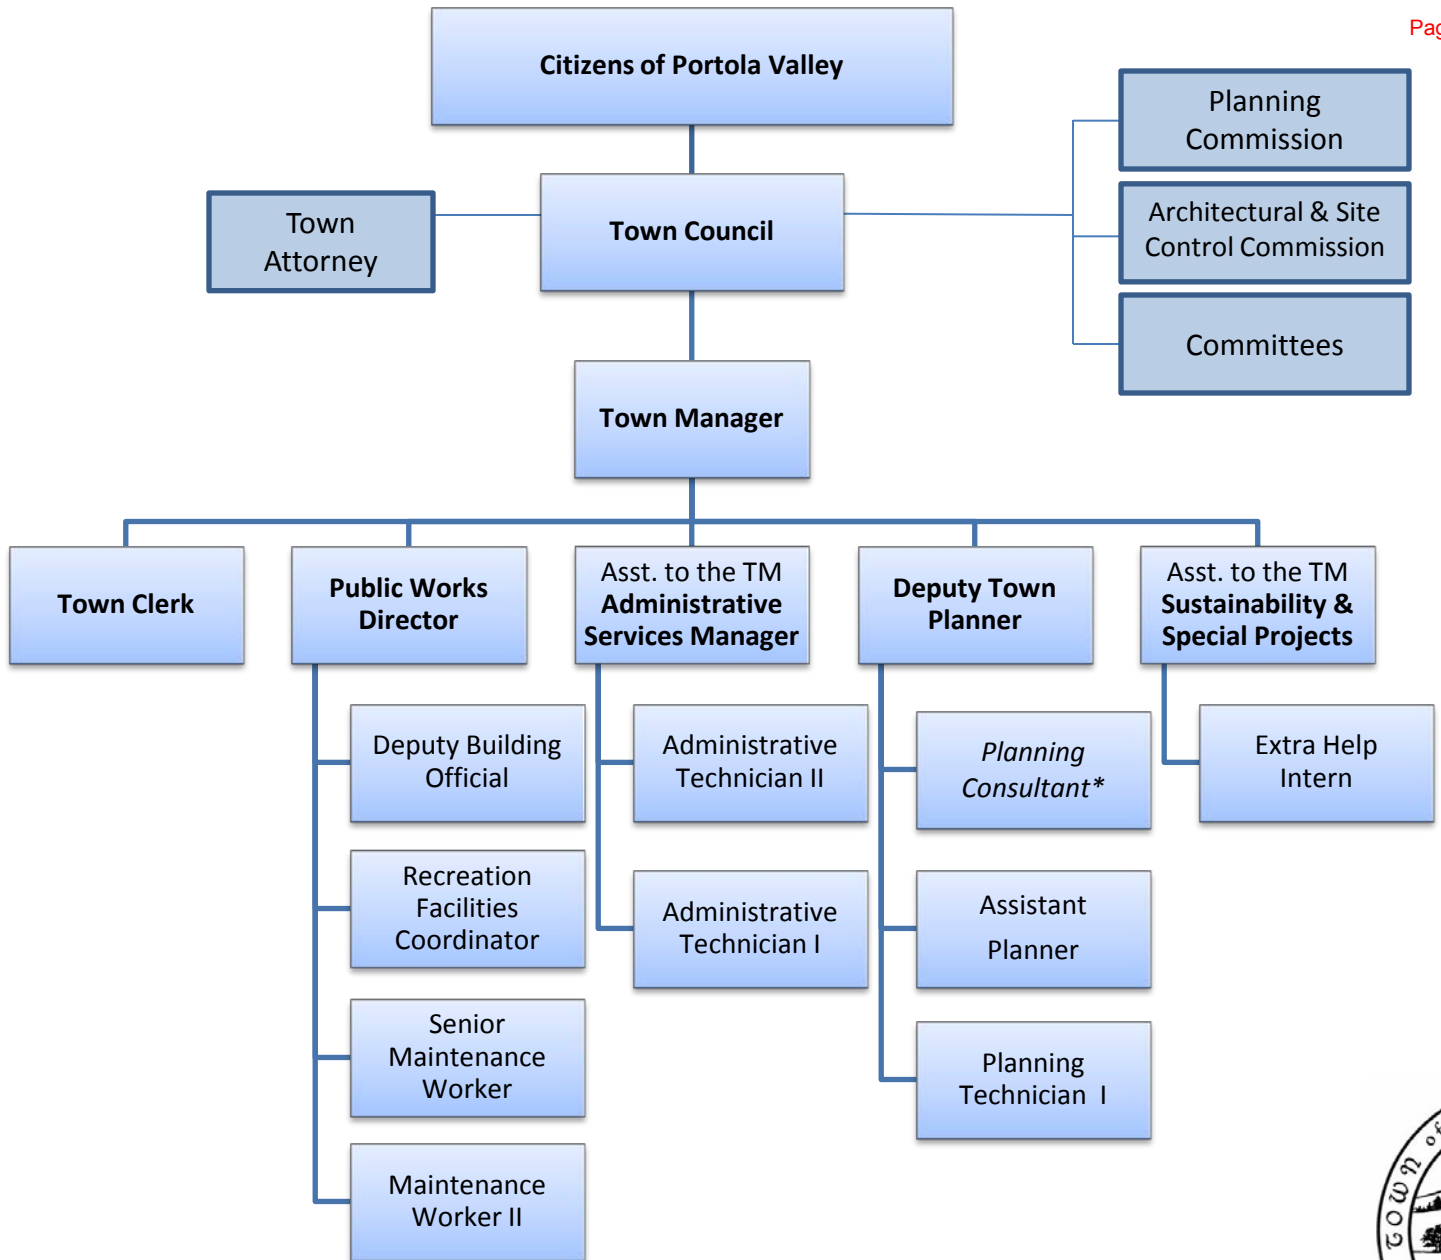 Pag
Citizens of Portola Valley
Planning
Commission
Town
Attorney
Town Council
Architectural & Site
Control Commission
Committees
Town Manager
Town Clerk
Public Works
Director
Asst. to the TM
Administrative
Services Manager
Deputy Town
Planner
Asst. to the TM
Sustainability &
Special Projects
Deputy Building
Official
Administrative
Technician II
Planning
Consultant*
Extra Help
Intern
Recreation
Facilities
Coordinator
Administrative
Technician I
Assistant
Planner
Senior
Maintenance
Worker
Planning
Technician I
Maintenance
Worker II
TOWN of